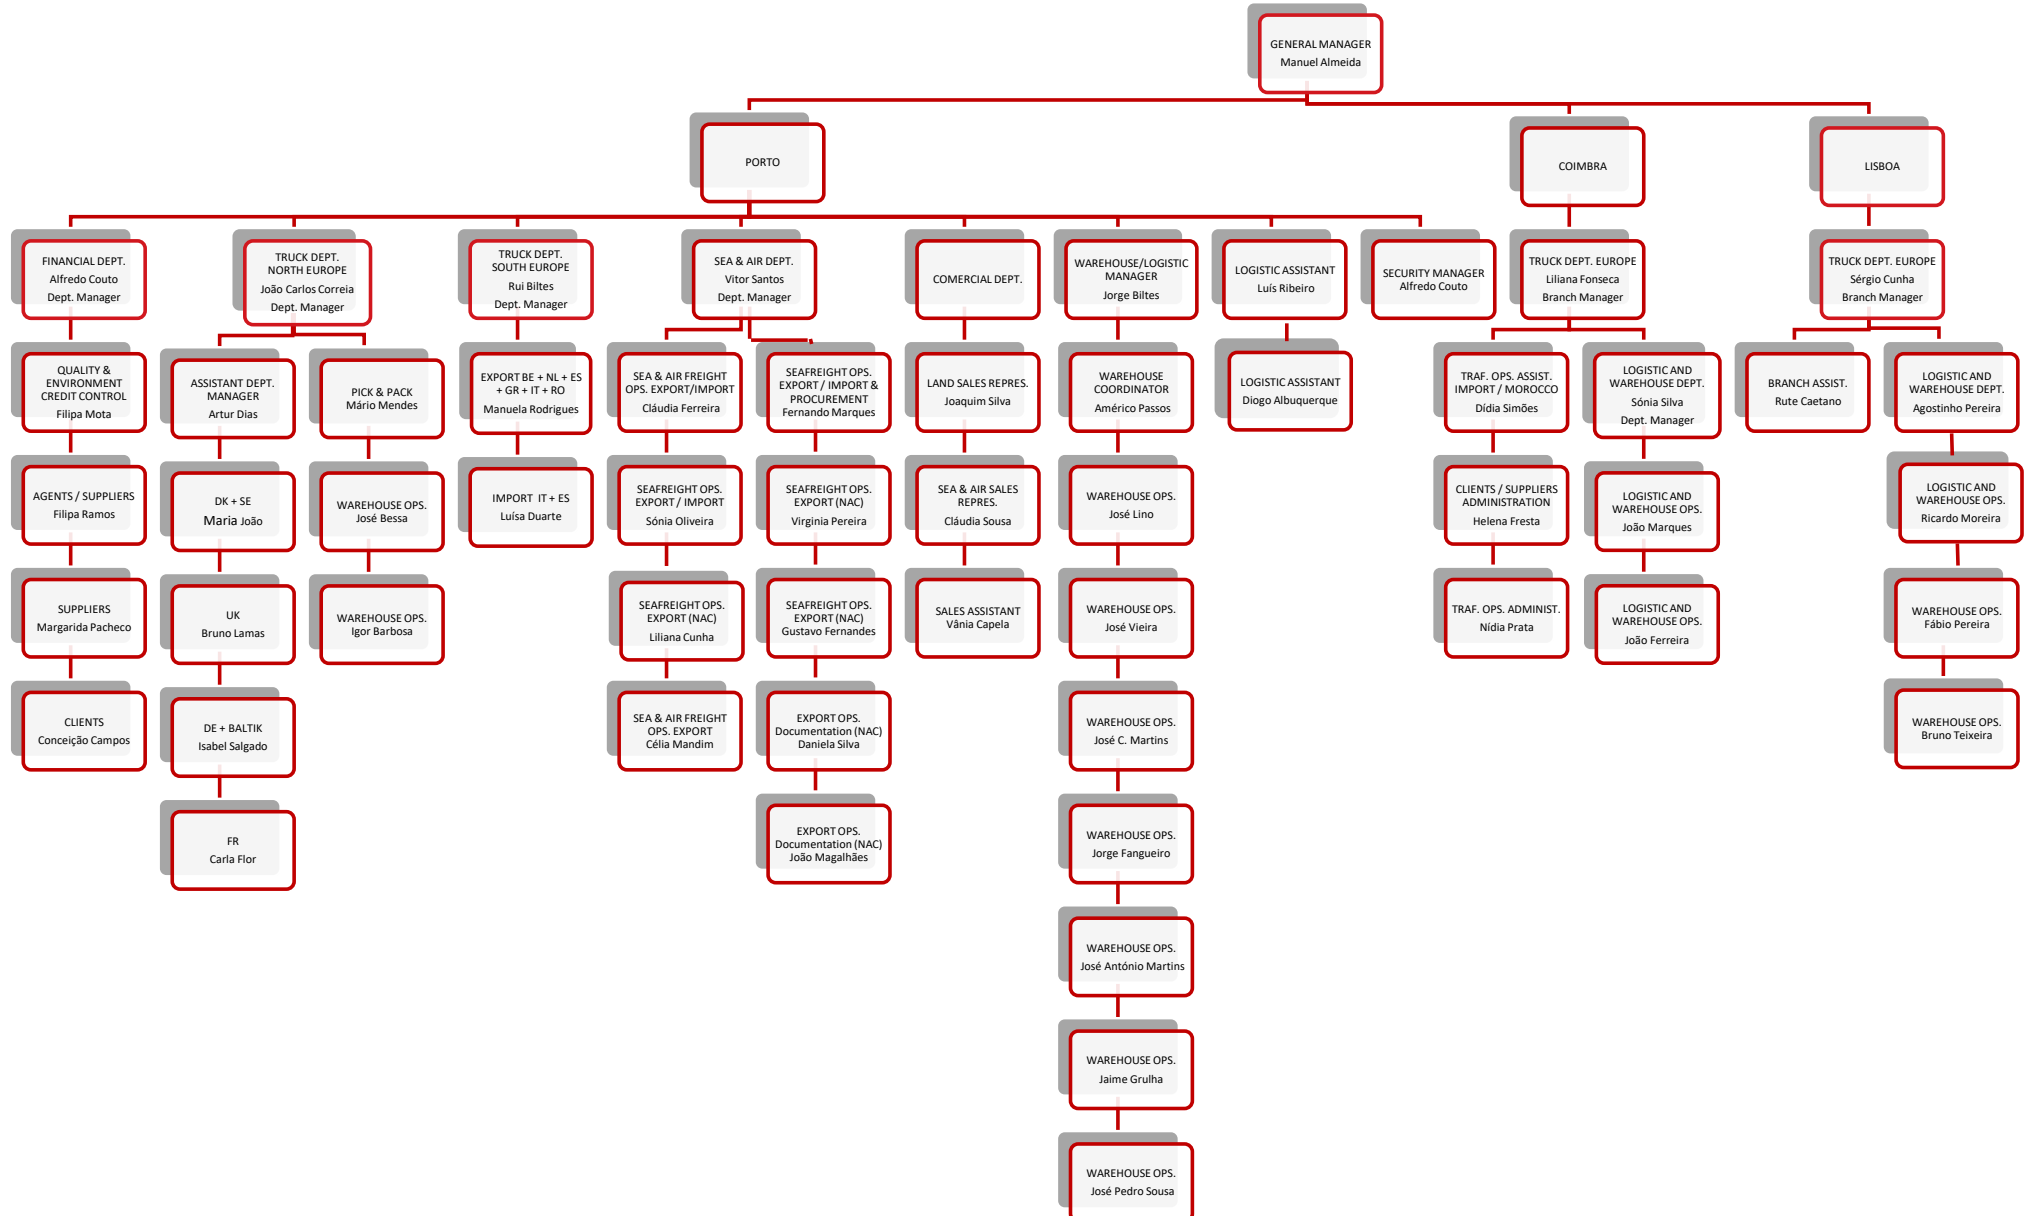 GENERAL MANAGER
Manuel Almeida
PORTO
COIMBRA
LISBOA
FINANCIAL DEPT.
Alfredo Couto
Dept. Manager
TRUCK DEPT.
NORTH EUROPE
João Carlos Correia
Dept. Manager
TRUCK DEPT.
SOUTH EUROPE
Rui Biltes
Dept. Manager
SEA & AIR DEPT.
Vitor Santos
Dept. Manager
COMERCIAL DEPT.
WAREHOUSE/LOGISTIC
MANAGER
Jorge Biltes
LOGISTIC ASSISTANT
Luís Ribeiro
SECURITY MANAGER
Alfredo Couto
TRUCK DEPT. EUROPE
Liliana Fonseca
Branch Manager
TRUCK DEPT. EUROPE
Sérgio Cunha
Branch Manager
QUALITY &
ENVIRONMENT
CREDIT CONTROL
Filipa Mota
ASSISTANT DEPT.
MANAGER
Artur Dias
PICK & PACK
Mário Mendes
EXPORT BE + NL + ES
+ GR + IT + RO
Manuela Rodrigues
SEA & AIR FREIGHT
OPS. EXPORT/IMPORT
Cláudia Ferreira
SEAFREIGHT OPS.
EXPORT / IMPORT &
PROCUREMENT
Fernando Marques
LAND SALES REPRES.
Joaquim Silva
WAREHOUSE
COORDINATOR
Américo Passos
LOGISTIC ASSISTANT
Diogo Albuquerque
TRAF. OPS. ASSIST.
IMPORT / MOROCCO
Dídia Simões
LOGISTIC AND
WAREHOUSE DEPT.
Sónia Silva
Dept. Manager
BRANCH ASSIST.
Rute Caetano
LOGISTIC AND
WAREHOUSE DEPT.
Agostinho Pereira
AGENTS / SUPPLIERS
Filipa Ramos
DK + SE
Maria João
WAREHOUSE OPS.
José Bessa
IMPORT IT + ES
Luísa Duarte
SEAFREIGHT OPS.
EXPORT / IMPORT
Sónia Oliveira
SEAFREIGHT OPS.
EXPORT (NAC)
Virginia Pereira
SEA & AIR SALES
REPRES.
Cláudia Sousa
WAREHOUSE OPS.
José Lino
CLIENTS / SUPPLIERS
ADMINISTRATION
Helena Fresta
LOGISTIC AND
WAREHOUSE OPS.
João Marques
LOGISTIC AND
WAREHOUSE OPS.
Ricardo Moreira
SUPPLIERS
Margarida Pacheco
UK
Bruno Lamas
WAREHOUSE OPS.
Igor Barbosa
SEAFREIGHT OPS.
EXPORT (NAC)
Liliana Cunha
SEAFREIGHT OPS.
EXPORT (NAC)
Gustavo Fernandes
SALES ASSISTANT
Vânia Capela
WAREHOUSE OPS.
José Vieira
TRAF. OPS. ADMINIST.
Nídia Prata
LOGISTIC AND
WAREHOUSE OPS.
João Ferreira
WAREHOUSE OPS.
Fábio Pereira
CLIENTS
Conceição Campos
DE + BALTIK
Isabel Salgado
SEA & AIR FREIGHT
OPS. EXPORT
Célia Mandim
EXPORT OPS.
Documentation (NAC)
Daniela Silva
WAREHOUSE OPS.
José C. Martins
WAREHOUSE OPS.
Bruno Teixeira
FR
Carla Flor
EXPORT OPS.
Documentation (NAC)
João Magalhães
WAREHOUSE OPS.
Jorge Fangueiro
WAREHOUSE OPS.
José António Martins
WAREHOUSE OPS.
Jaime Grulha
WAREHOUSE OPS.
José Pedro Sousa